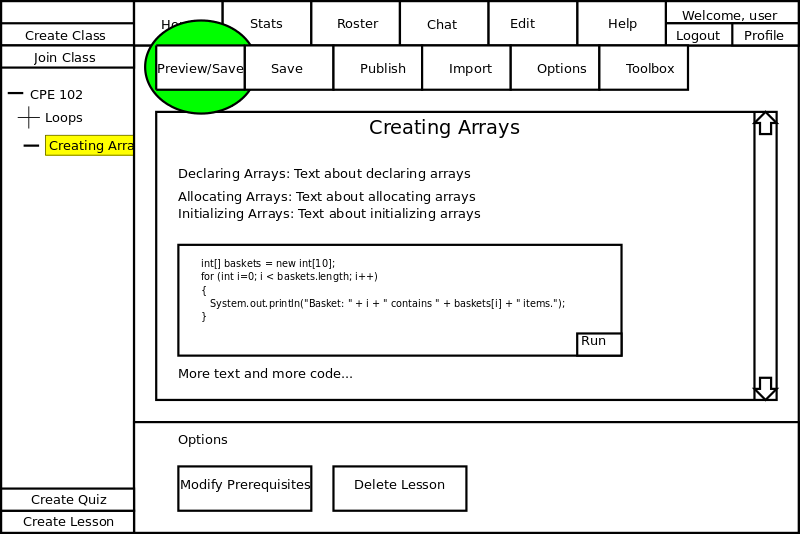 Stats
Roster
Chat
Edit
Help
Welcome, user
Logout
Profile
Create Class
Join Class
Preview/Save
Save
Publish
Import
Options
Toolbox
CPE 102
Loops
Creating Arra
Creating Arrays
Declaring Arrays: Text about declaring arrays
Allocating Arrays: Text about allocating arrays
Initializing Arrays: Text about initializing arrays
int[] baskets = new int[10];
for (int i=0; i < baskets.length; i++)
{
System.out.println("Basket: " + i + " contains " + baskets[i] + " items.");
}
Run
More text and more code...
Options
Modify Prerequisites
Delete Lesson
Create Quiz
Create Lesson